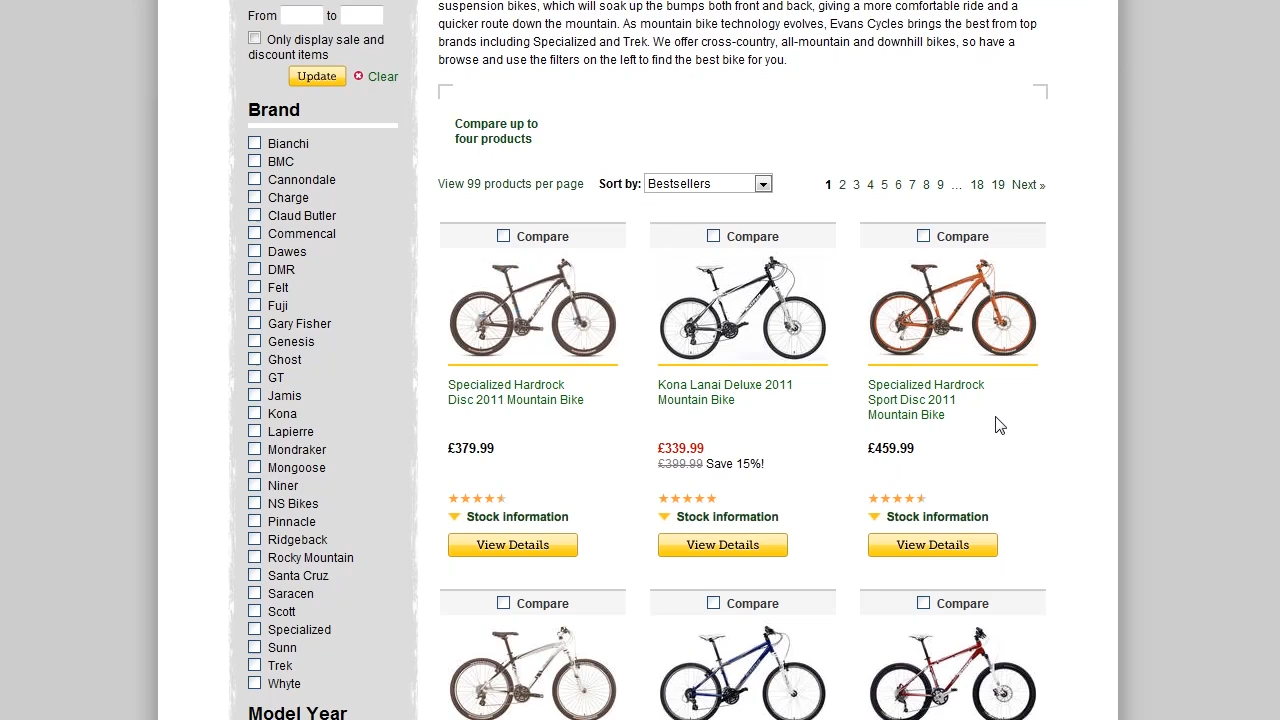 From to
Only display sale and
discount items
Update Clear
Brand
Bianchi
BMC
Cannondale
Charge
Claud Butler
Commencal
Dawes
DMR
Felt
Fuji
Gary Fisher
Genesis
Ghost
GT
Jamis
Kona
Lapierre
Mondraker
Mongoose
Niner
NS Bikes
Pinnacle
Ridgeback
Rocky Mountain
Santa Cruz
Saracen
Scott
Specialized
Sunn
Trek
Whyte
Model Year
suspension bikes, which will soak up the bumps both front and back, giving a more comfortable ride and a
quicker route down the mountain. As mountain bike technology evolves, Evans Cycles brings the best from top
brands including Specialized and Trek. We offer cross-country, all-mountain and downhill bikes, so have a
browse and use the filters on the left to find the best bike for you.
Compare up to
four products
View 99 products per page Sort by: Bestsellers 1 2 3 4 5 6 7 8 9 ... 18 19 Next »
Compare Compare Compare
Specialized Hardrock
Disc 2011 Mountain Bike
£379.99
Stock Information
View Details
Kona Lanai Deluxe 2011
Mountain Bike
£339.99
£399.99 Save 15%!
Stock Information
View Details
Specialized Hardrock
Sport Disc 2011
Mountain Bike
£459.99
Stock Information
View Details
Compare Compare Compare